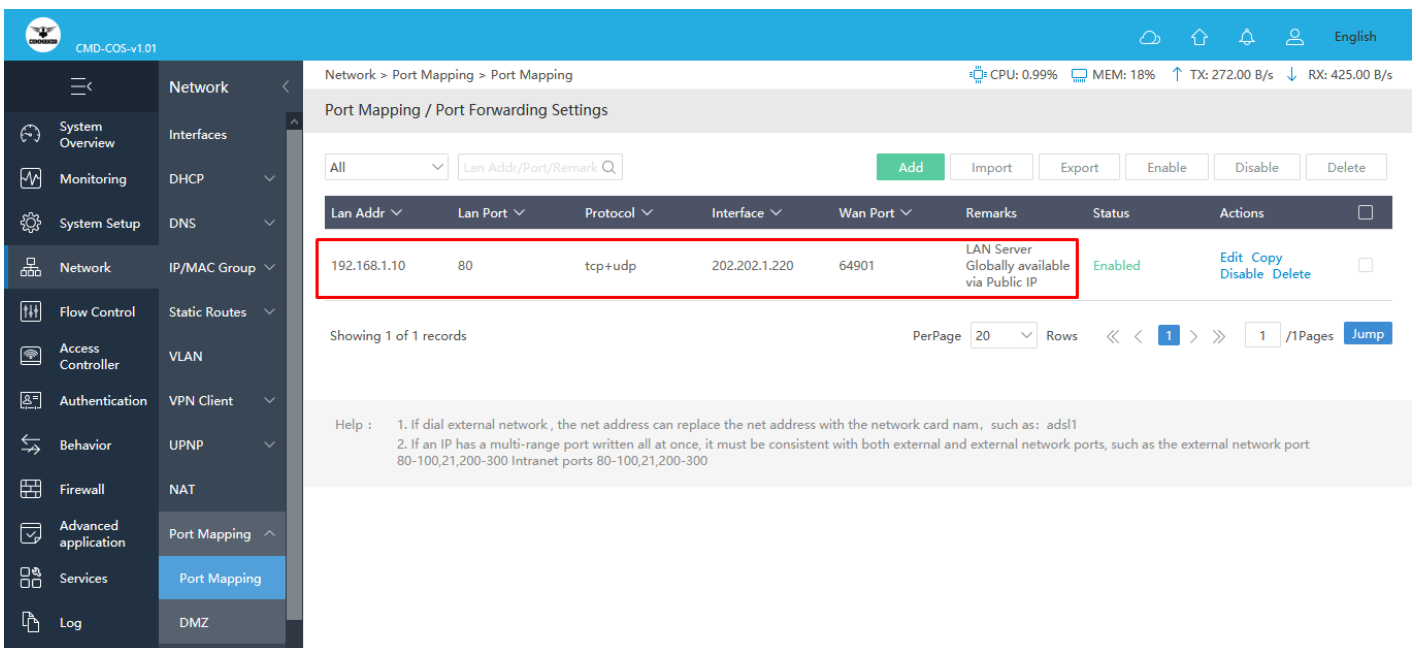 COMMANDO
CMD-COS-v1.01
English
Network
Network > Port Mapping > Port Mapping
CPU: 0.99%
MEM: 18%
TX: 272.00 B/s
RX: 425.00 B/s
Port Mapping / Port Forwarding Settings
System
Overview
Monitoring
System Setup
Network
Flow Control
Access
Controller
Authentication
Behavior
Firewall
Advanced
application
Services
Log
Interfaces
DHCP
DNS
IP/MAC Group
Static Routes
VLAN
VPN Client
UPNP
NAT
Port Mapping
Port Mapping
DMZ
All
Lan Addr/Port/Remark
Add
Import
Export
Enable
Disable
Delete
Lan Addr
Lan Port
Protocol
Interface
Wan Port
Remarks
Status
Actions
192.168.1.10
80
tcp+udp
202.202.1.220
64901
LAN Server
Globally available
via Public IP
Enabled
Edit Copy
Disable Delete
Showing 1 of 1 records
PerPage 20 Rows
1
1 /1Pages
Jump
Help : 1. If dial external network , the net address can replace the net address with the network card nam, such as: adsl1
2. If an IP has a multi-range port written all at once, it must be consistent with both external and external network ports, such as the external network port
80-100,21,200-300 Intranet ports 80-100,21,200-300